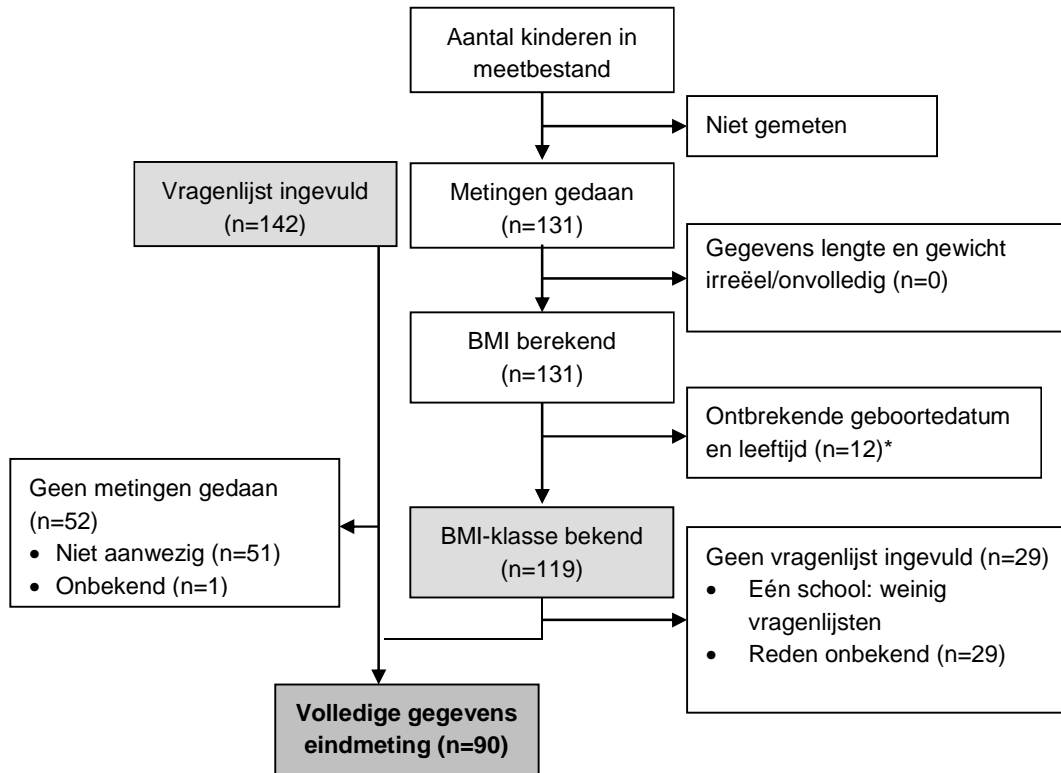 Aantal kinderen in
meetbestand
Niet gemeten
Vragenlijst ingevuld
(n=142)
Metingen gedaan
(n=131)
Gegevens lengte en gewicht
irreëel/onvolledig (n=0)
BMI berekend
(n=131)
Ontbrekende geboortedatum
en leeftijd (n=12)*
Geen metingen gedaan
(n=52)
• Niet aanwezig (n=51)
• Onbekend (n=1)
BMI-klasse bekend
(n=119)
Geen vragenlijst ingevuld (n=29)
• Eén school: weinig
vragenlijsten
• Reden onbekend (n=29)
Volledige gegevens
eindmeting (n=90)